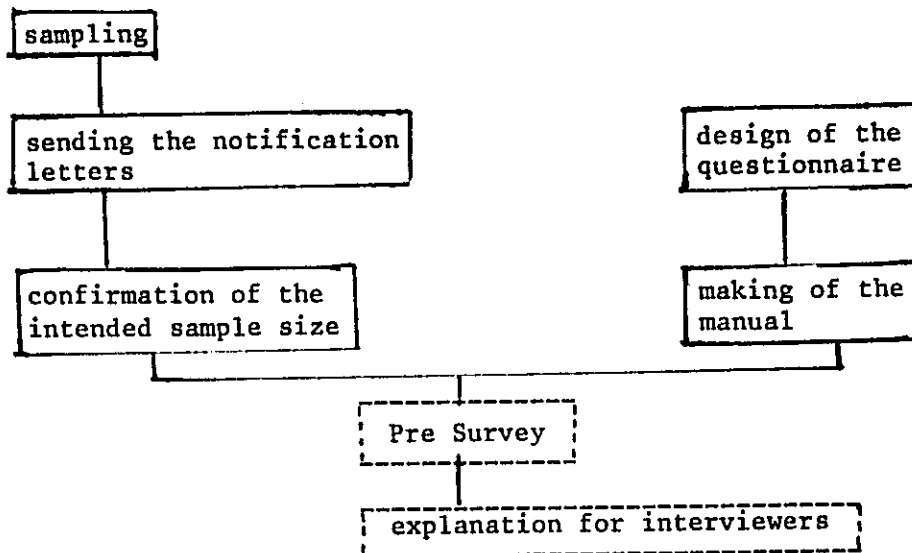 sampling
sending the notification
letters
design of the
questionnaire
confirmation of the
intended sample size
making of the
manual
Pre Survey
explanation for interviewers